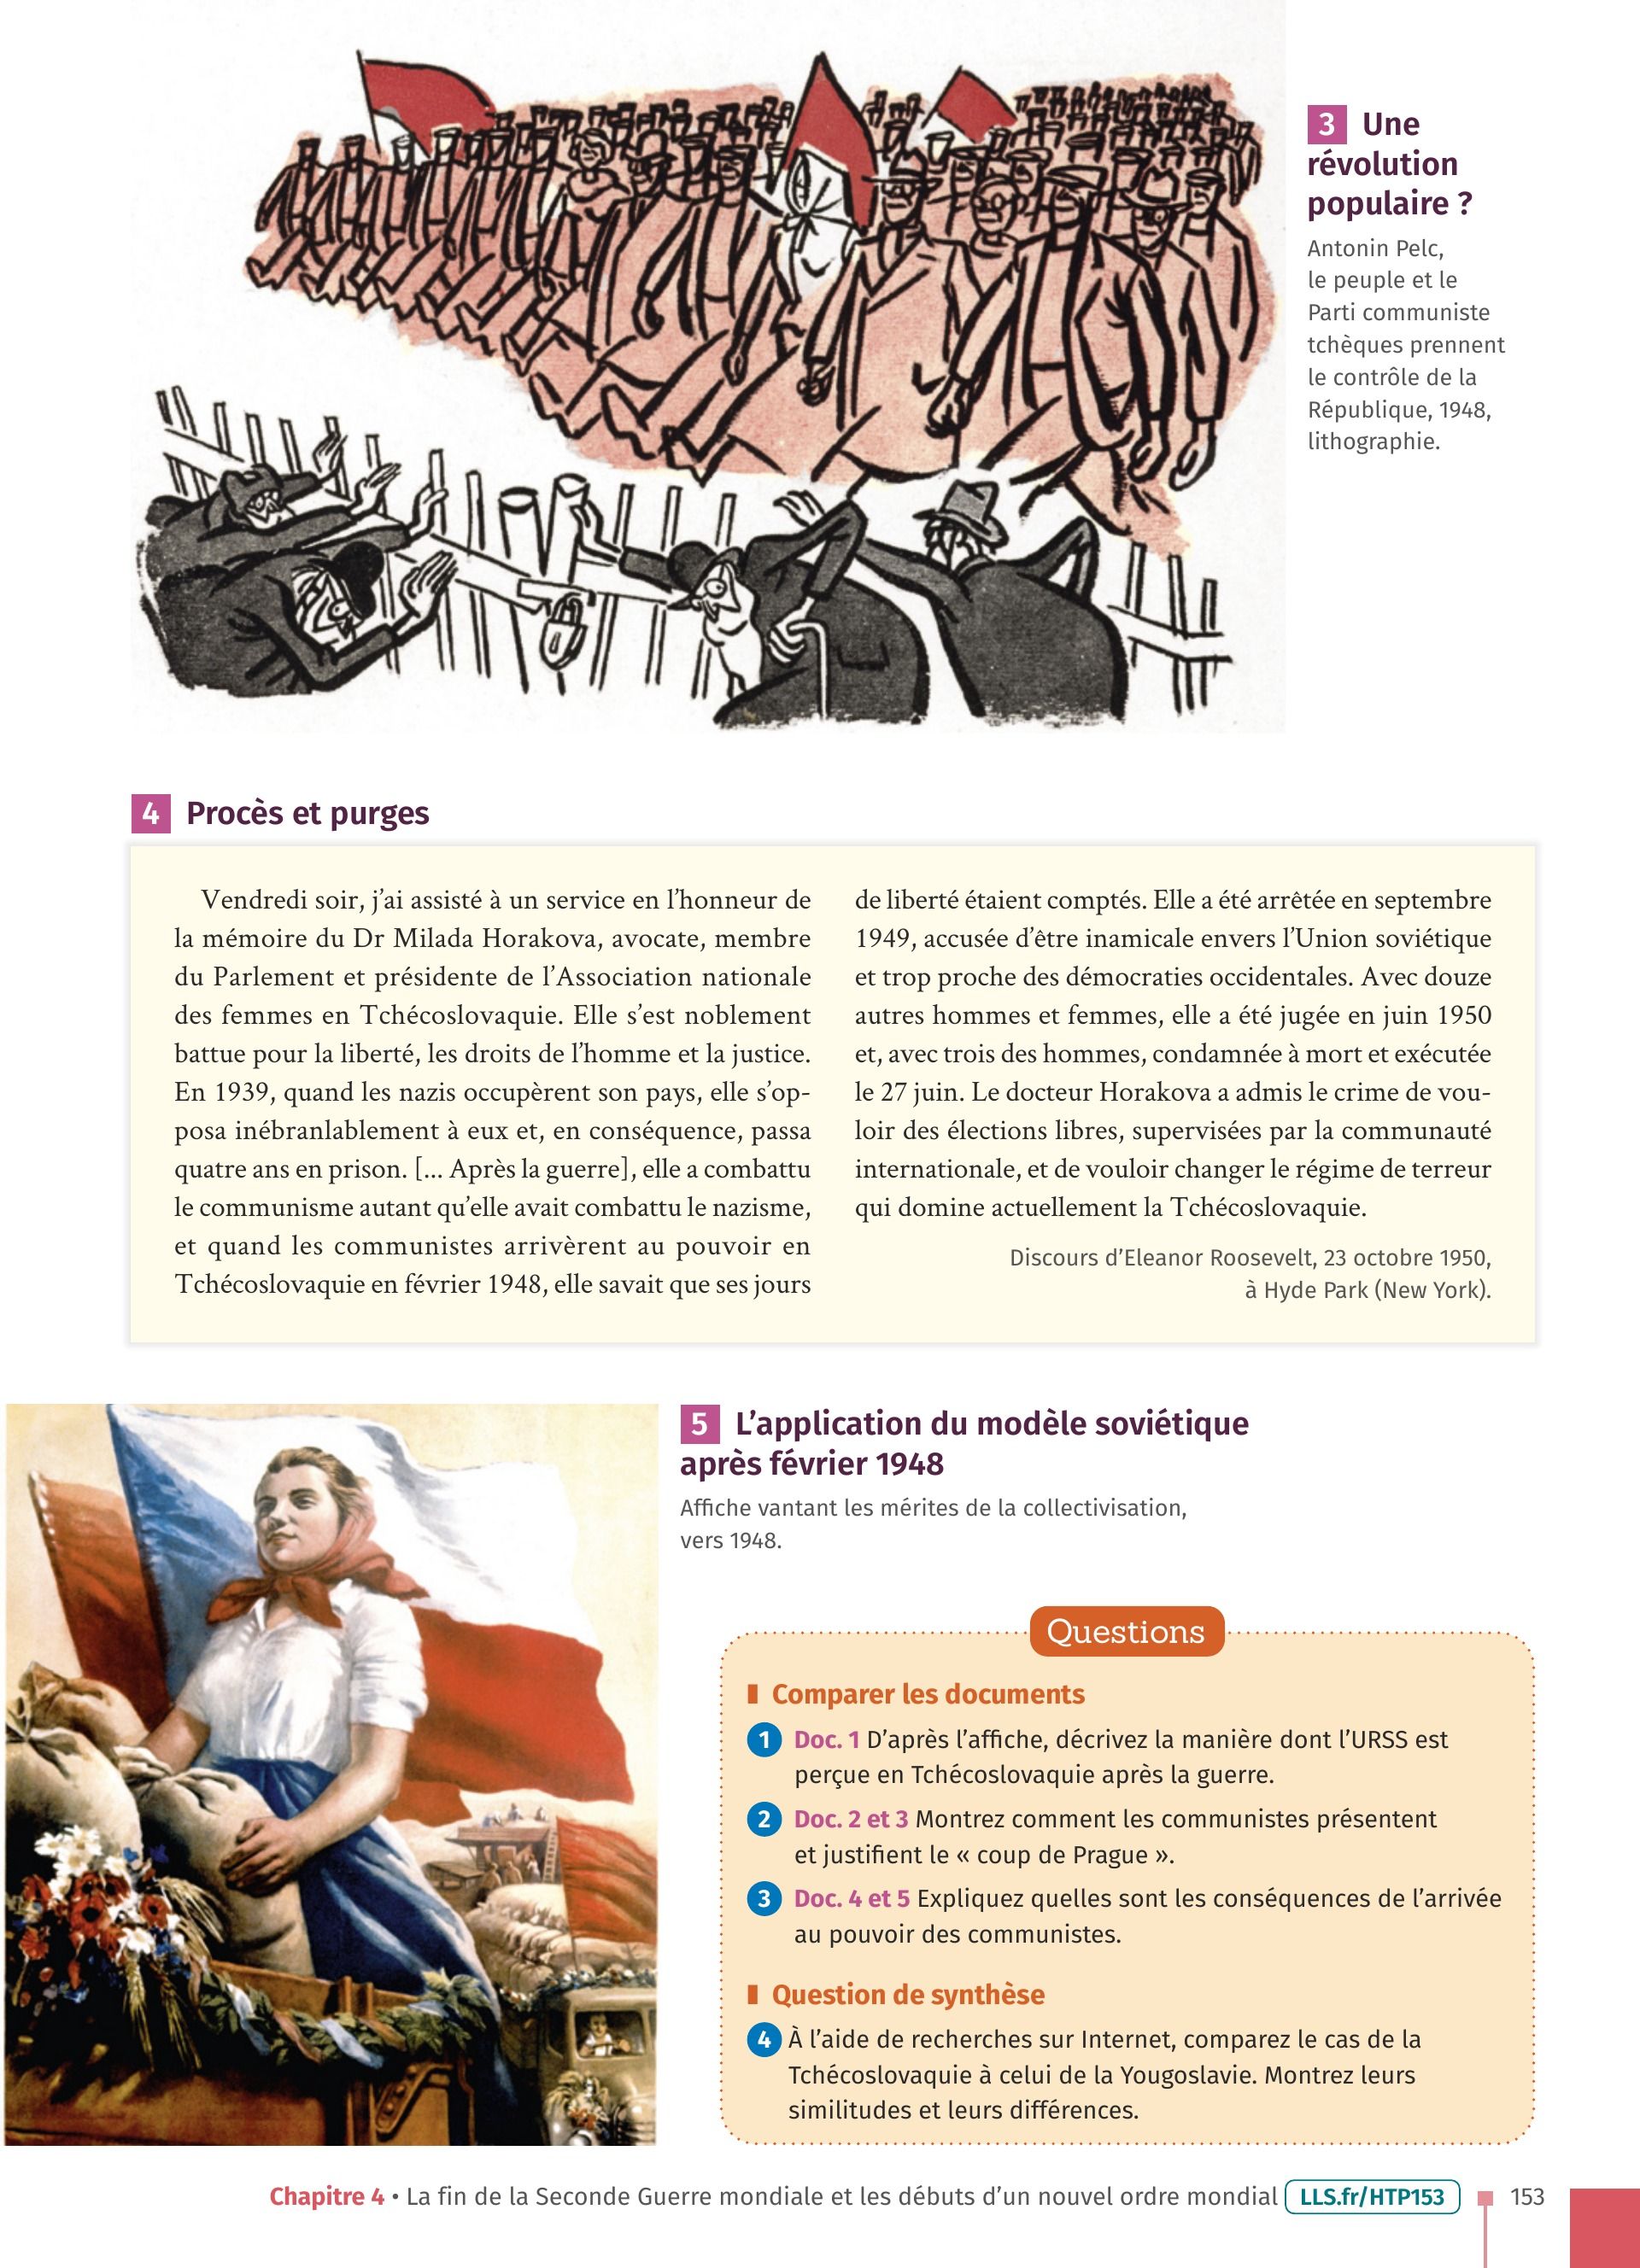 3 Une
révolution
populaire ?
Antonin Pelc,
le peuple et le
Parti communiste
tchèques prennent
le contrôle de la
République, 1948,
lithographie.
4 Procès et purges
Vendredi soir, j’ai assisté à un service en l’honneur de
la mémoire du Dr Milada Horakova, avocate, membre
du Parlement et présidente de l’Association nationale
des femmes en Tchécoslovaquie. Elle s’est noblement
battue pour la liberté, les droits de l’homme et la justice.
En 1939, quand les nazis occupèrent son pays, elle s’op-
posa inébranlablement à eux et, en conséquence, passa
quatre ans en prison. [... Après la guerre], elle a combattu
le communisme autant qu’elle avait combattu le nazisme,
et quand les communistes arrivèrent au pouvoir en
Tchécoslovaquie en février 1948, elle savait que ses jours
de liberté étaient comptés. Elle a été arrêtée en septembre
1949, accusée d’être inamicale envers l’Union soviétique
et trop proche des démocraties occidentales. Avec douze
autres hommes et femmes, elle a été jugée en juin 1950
et, avec trois des hommes, condamnée à mort et exécutée
le 27 juin. Le docteur Horakova a admis le crime de vou-
loir des élections libres, supervisées par la communauté
internationale, et de vouloir changer le régime de terreur
qui domine actuellement la Tchécoslovaquie.
Discours d’Eleanor Roosevelt, 23 octobre 1950,
à Hyde Park (New York).
5 L’application du modèle soviétique
après février 1948
Affiche vantant les mérites de la collectivisation,
vers 1948.
Questions
Comparer les documents
1 Doc. 1 D’après l’affiche, décrivez la manière dont l’URSS est
perçue en Tchécoslovaquie après la guerre.
2 Doc. 2 et 3 Montrez comment les communistes présentent
et justifient le « coup de Prague ».
3 Doc. 4 et 5 Expliquez quelles sont les conséquences de l’arrivée
au pouvoir des communistes.
Question de synthèse
4 À l’aide de recherches sur Internet, comparez le cas de la
Tchécoslovaquie à celui de la Yougoslavie. Montrez leurs
similitudes et leurs différences.
Chapitre 4 • La fin de la Seconde Guerre mondiale et les débuts d’un nouvel ordre mondial LLS.fr/HTP153 153